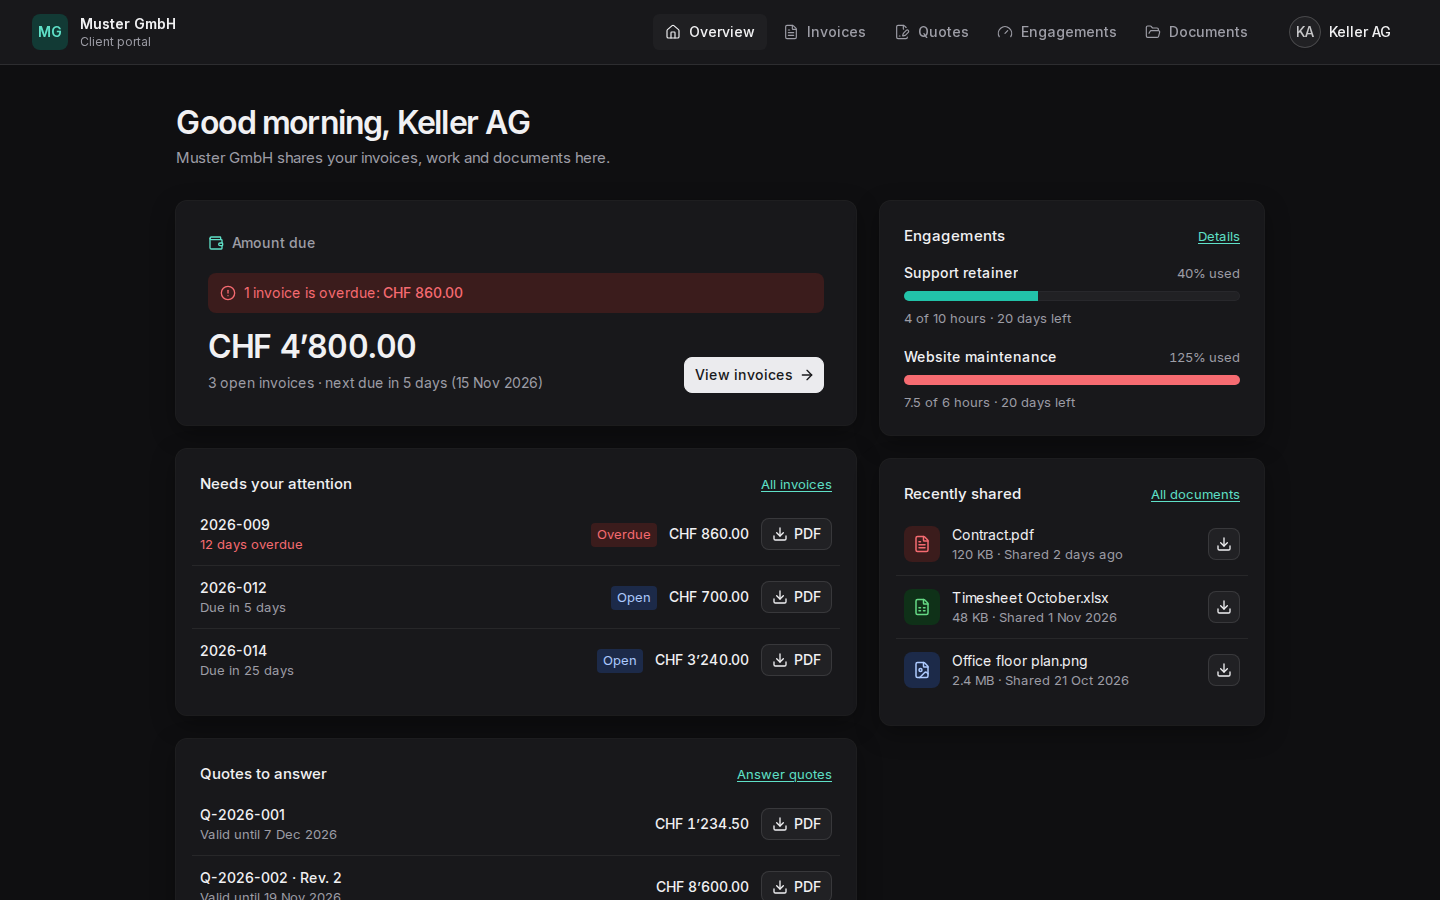 MG
Muster GmbH
Client portal
Overview
Invoices
Quotes
Engagements
Documents
KA
Keller AG
Good morning, Keller AG
Muster GmbH shares your invoices, work and documents here.
Amount due
1 invoice is overdue: CHF 860.00
CHF 4’800.00
3 open invoices · next due in 5 days (15 Nov 2026)
View invoices
Needs your attention
All invoices
2026-009
12 days overdue
Overdue
CHF 860.00
PDF
2026-012
Due in 5 days
Open
CHF 700.00
PDF
2026-014
Due in 25 days
Open
CHF 3’240.00
PDF
Quotes to answer
Answer quotes
Q-2026-001
Valid until 7 Dec 2026
CHF 1’234.50
PDF
Q-2026-002 · Rev. 2
Valid until 19 Nov 2026
CHF 8’600.00
PDF
Engagements
Details
Support retainer
40% used
4 of 10 hours · 20 days left
Website maintenance
125% used
7.5 of 6 hours · 20 days left
Recently shared
All documents
Contract.pdf
120 KB · Shared 2 days ago
Timesheet October.xlsx
48 KB · Shared 1 Nov 2026
Office floor plan.png
2.4 MB · Shared 21 Oct 2026